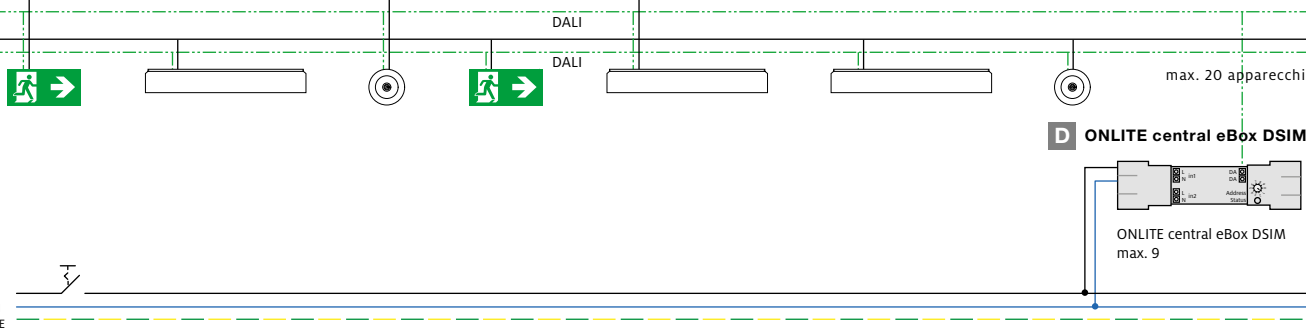 DALI
DALI
max. 20 apparecchi
D ONLITE central eBox DSIM
L in1 DA
N DA
L in2 Address
N Status
ONLITE central eBox DSIM
max. 9
E